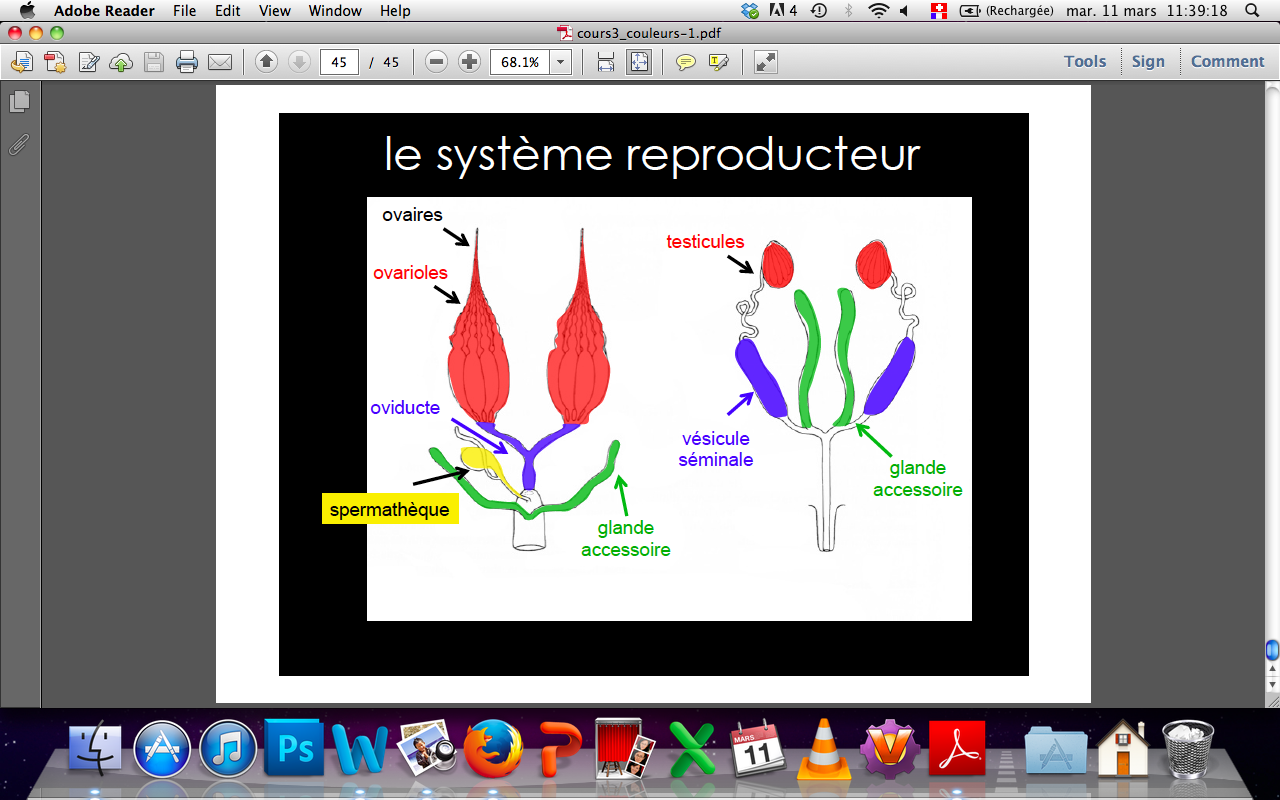 Adobe Reader File Edit View Window Help
4 (Rechargée) mar. 11 mars 11:39:18
cours3_couleurs-1.pdf
45 / 45 68.1% Tools Sign Comment
le système reproducteur
ovaires
ovarioles
oviducte
spermathèque
glande
accessoire
testicules
vésicule
séminale
glande
accessoire
Ps
MARS
11